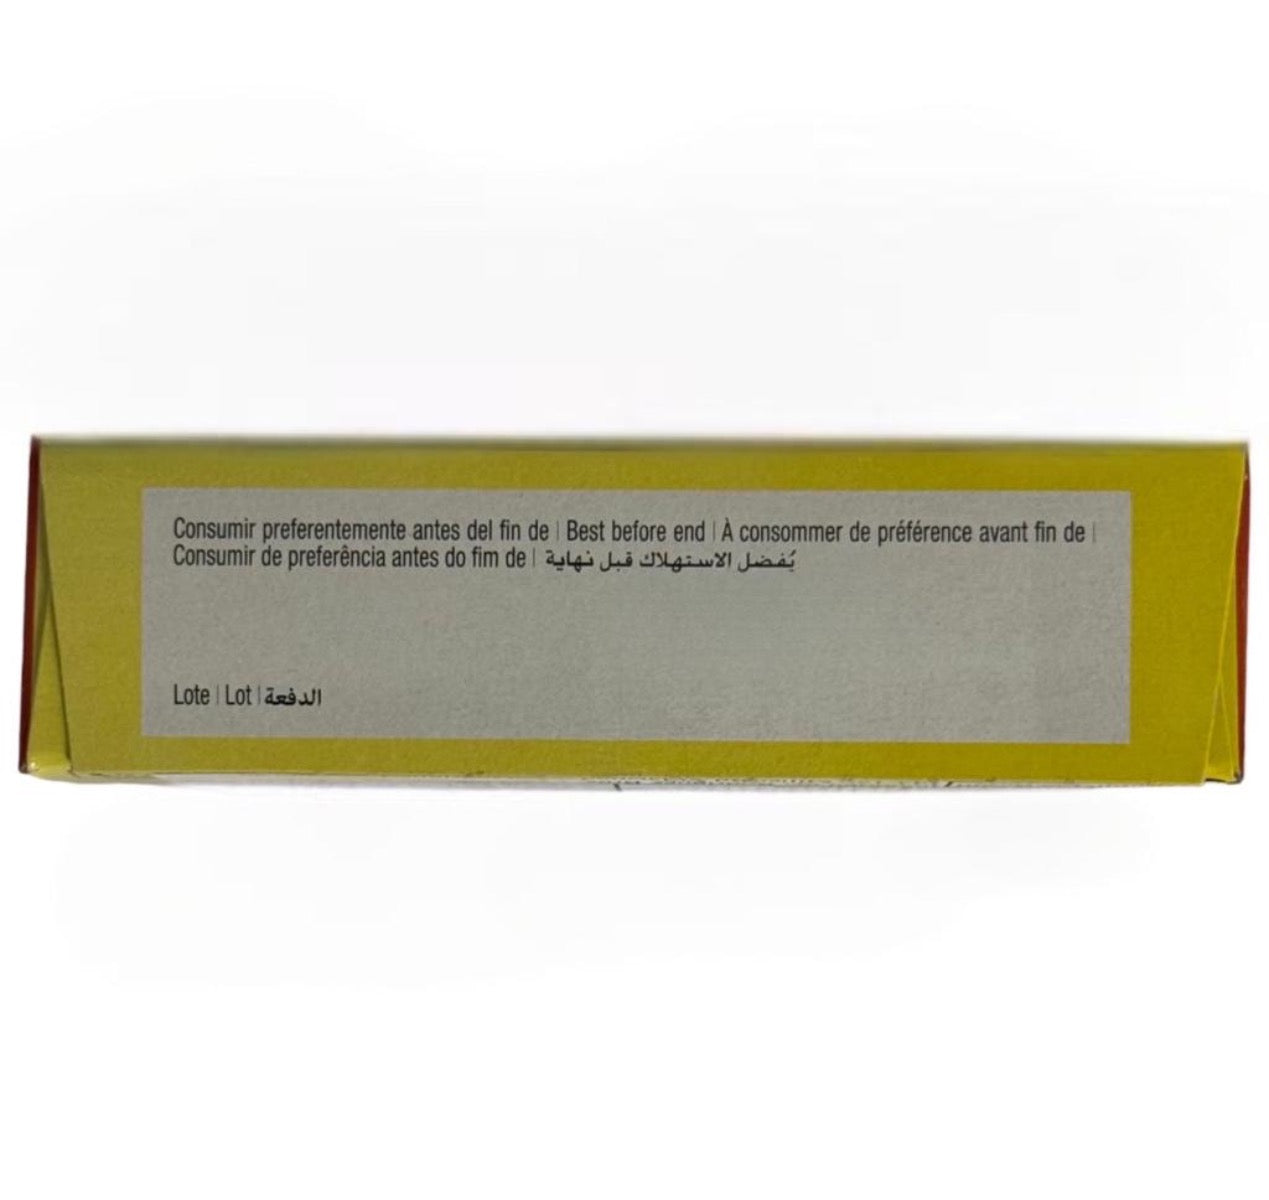 Consumir preferentemente antes del fin de | Best before end | À consommer de préférence avant fin de |
Consumir de preferência antes do fim de | يُفضل الاستهلاك قبل نهاية
Lote | Lot | الدفعة